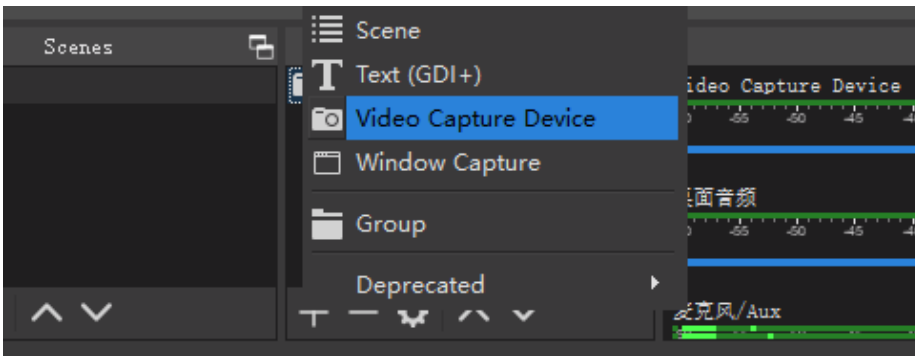 Scenes
Scene
Text (GDI+)
Video Capture Device
Window Capture
Group
Deprecated
ideo Capture Device
-55 -50 -45
面音频
-55 -50 -45
麦克风/Aux